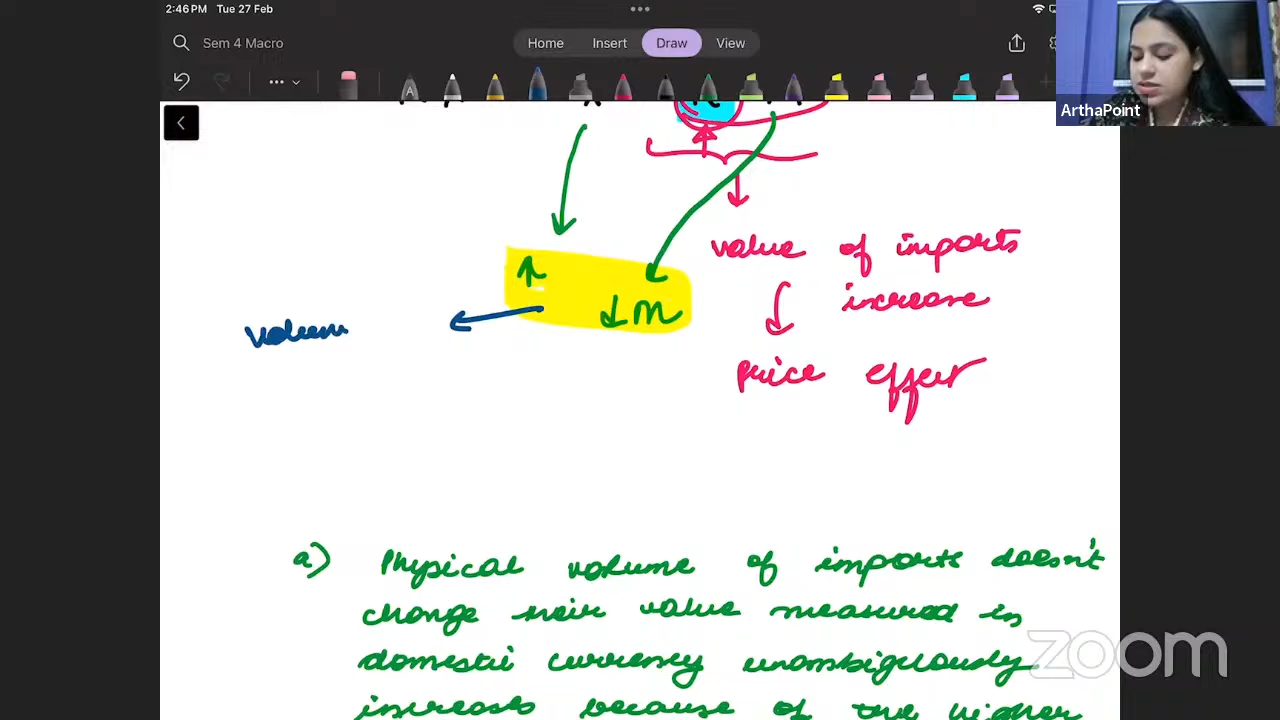 2:46 PM Tue 27 Feb
Sem 4 Macro
Home Insert Draw View
A
ArthaPoint
value of imports
increase
↑
↓ m
volum
price effect
a) Physical volume of imports doesn't
change their value measured in
domestic currency unambiguously
increases because of the higher
zoom